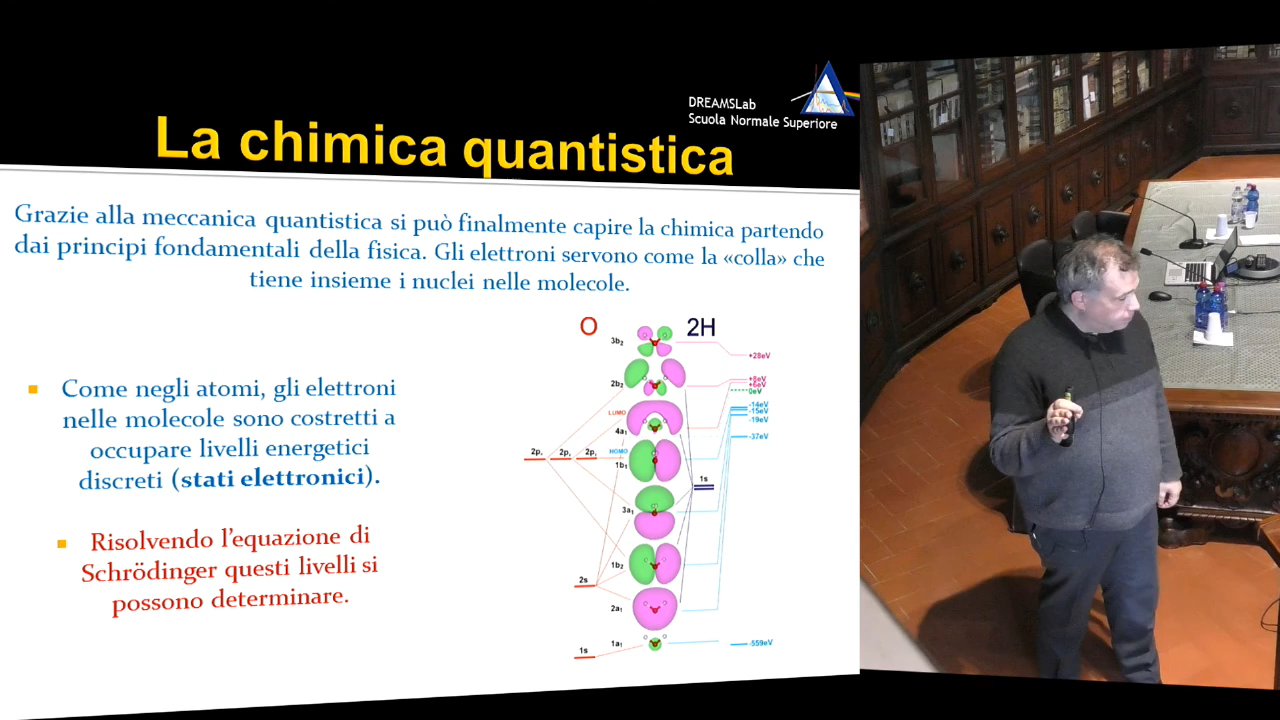 DREAMSLab
Scuola Normale Superiore
La chimica quantistica
Grazie alla meccanica quantistica si può finalmente capire la chimica partendo
dai principi fondamentali della fisica. Gli elettroni servono come la «colla» che
tiene insieme i nuclei nelle molecole.
Come negli atomi, gli elettroni
nelle molecole sono costretti a
occupare livelli energetici
discreti (stati elettronici).
Risolvendo l'equazione di
Schrödinger questi livelli si
possono determinare.
O
2H
3b₂
+28eV
2b₂
+8eV
+6eV
0eV
LUMO
4a₁
-14eV
-15eV
-19eV
-37eV
HOMO
1b₁
1s
3a₁
1b₂
2s
2a₁
1a₁
1s
-559eV